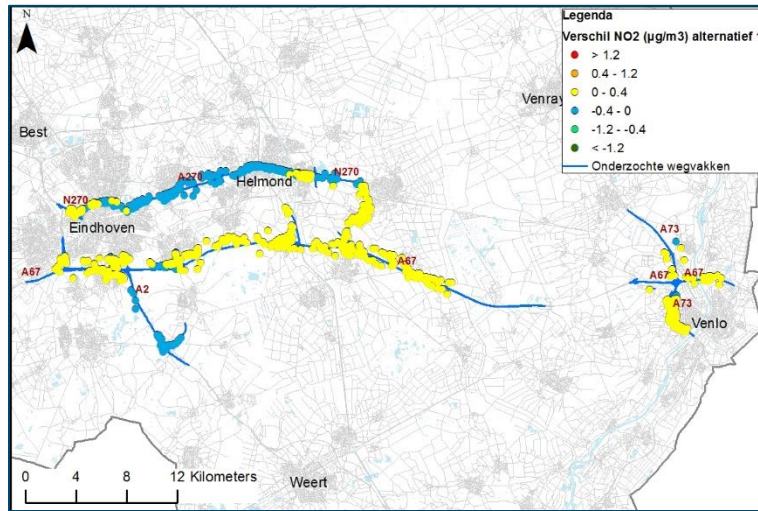 N
Legenda
Verschil NO2 (µg/m3) alternatief
> 1.2
0.4 - 1.2
0 - 0.4
-0.4 - 0
-1.2 - -0.4
< -1.2
Onderzochte wegvakken
Venray
Best
A270
N270
Helmond
N270
Eindhoven
A73
A67
A67
A67
A67
A2
A73
Venlo
0 4 8 12 Kilometers
Weert